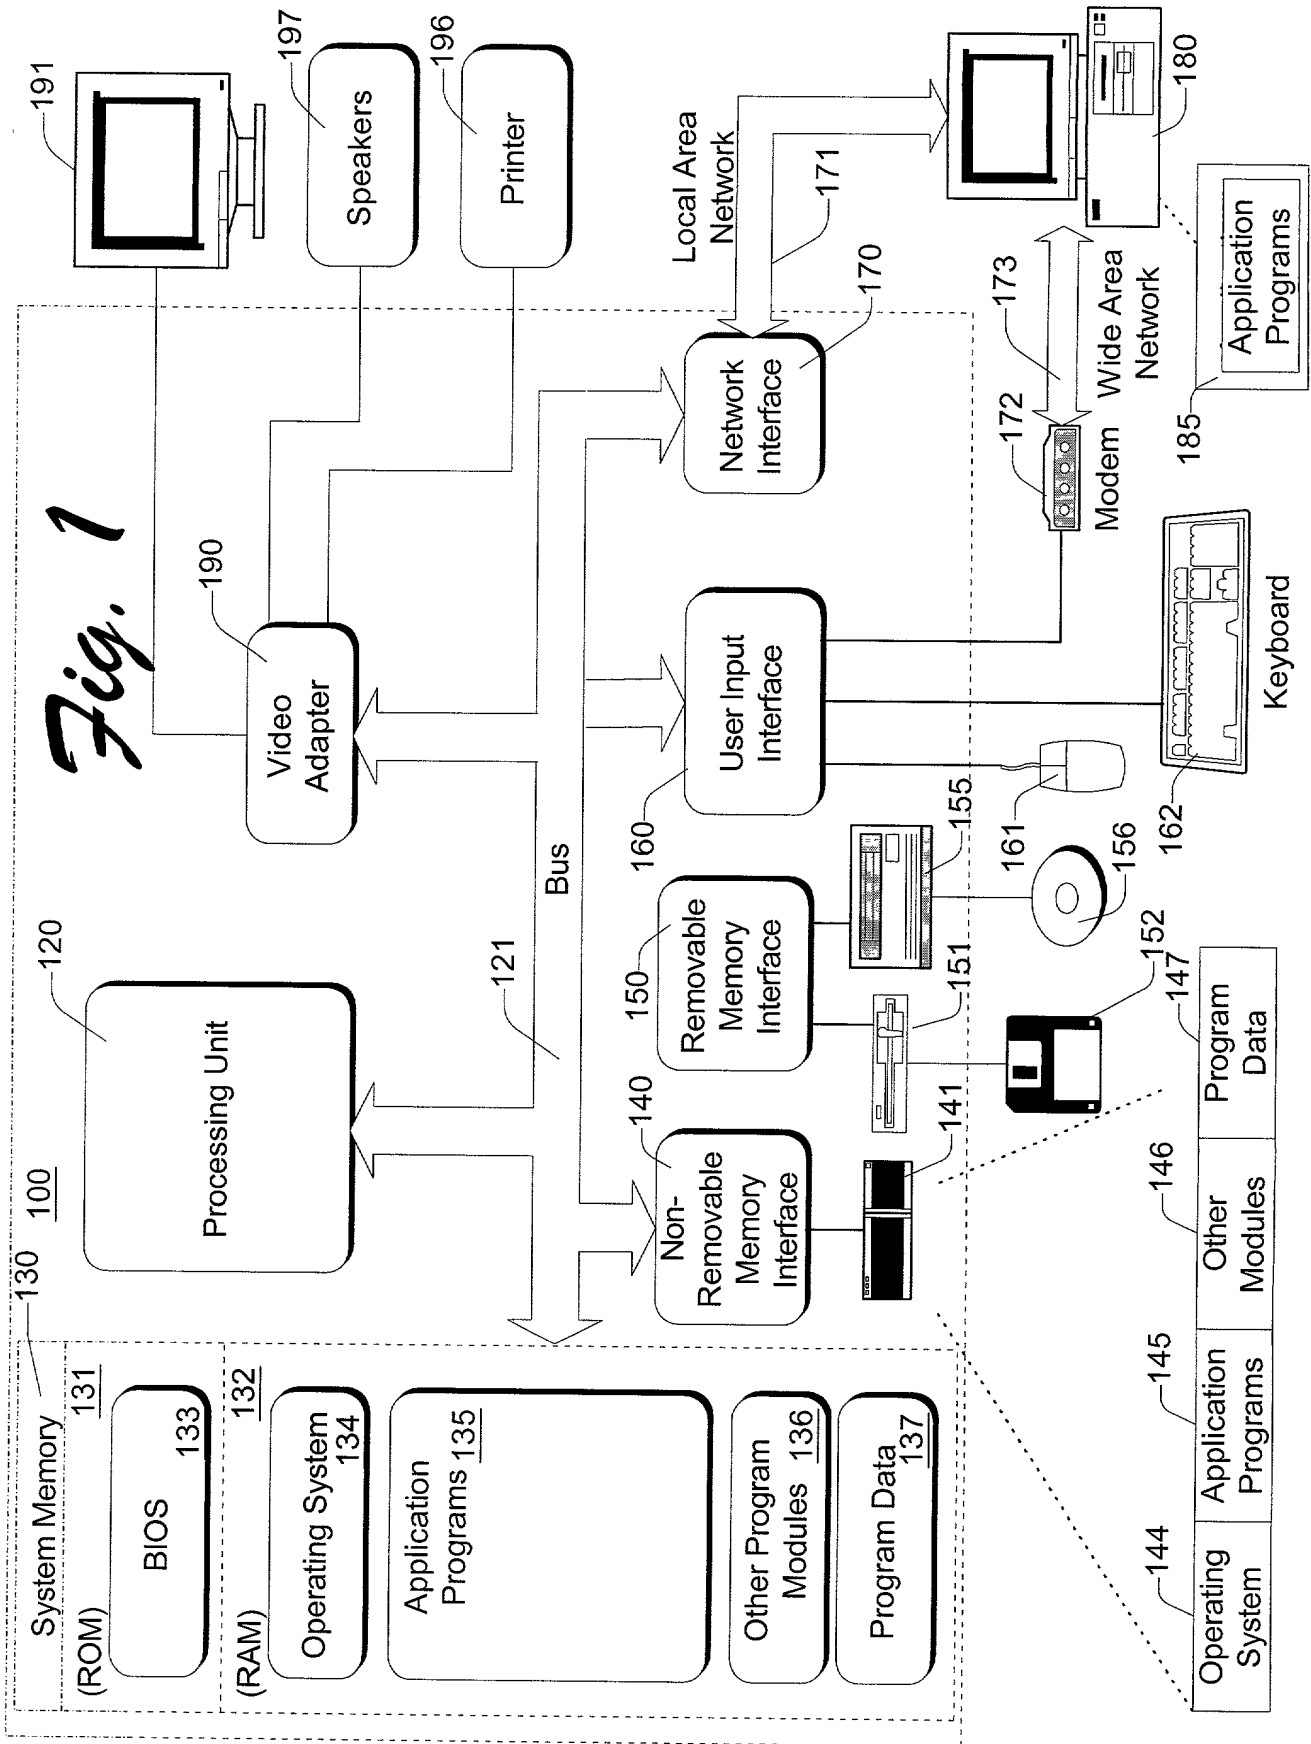 Fig. 1
System Memory
130
100
(ROM) 131
BIOS
133
(RAM) 132
Operating System
134
Application
Programs 135
Other Program
Modules 136
Program Data
137
120
Processing Unit
121
Bus
190
Video
Adapter
191
197
Speakers
196
Printer
140
Non-
Removable
Memory
Interface
150
Removable
Memory
Interface
160
User Input
Interface
Network
Interface
170
Local Area
Network
171
141
151
155
152
156
161
162
Keyboard
172
Modem
173
Wide Area
Network
180
185
Application
Programs
144
Operating
System
145
Application
Programs
146
Other
Modules
147
Program
Data